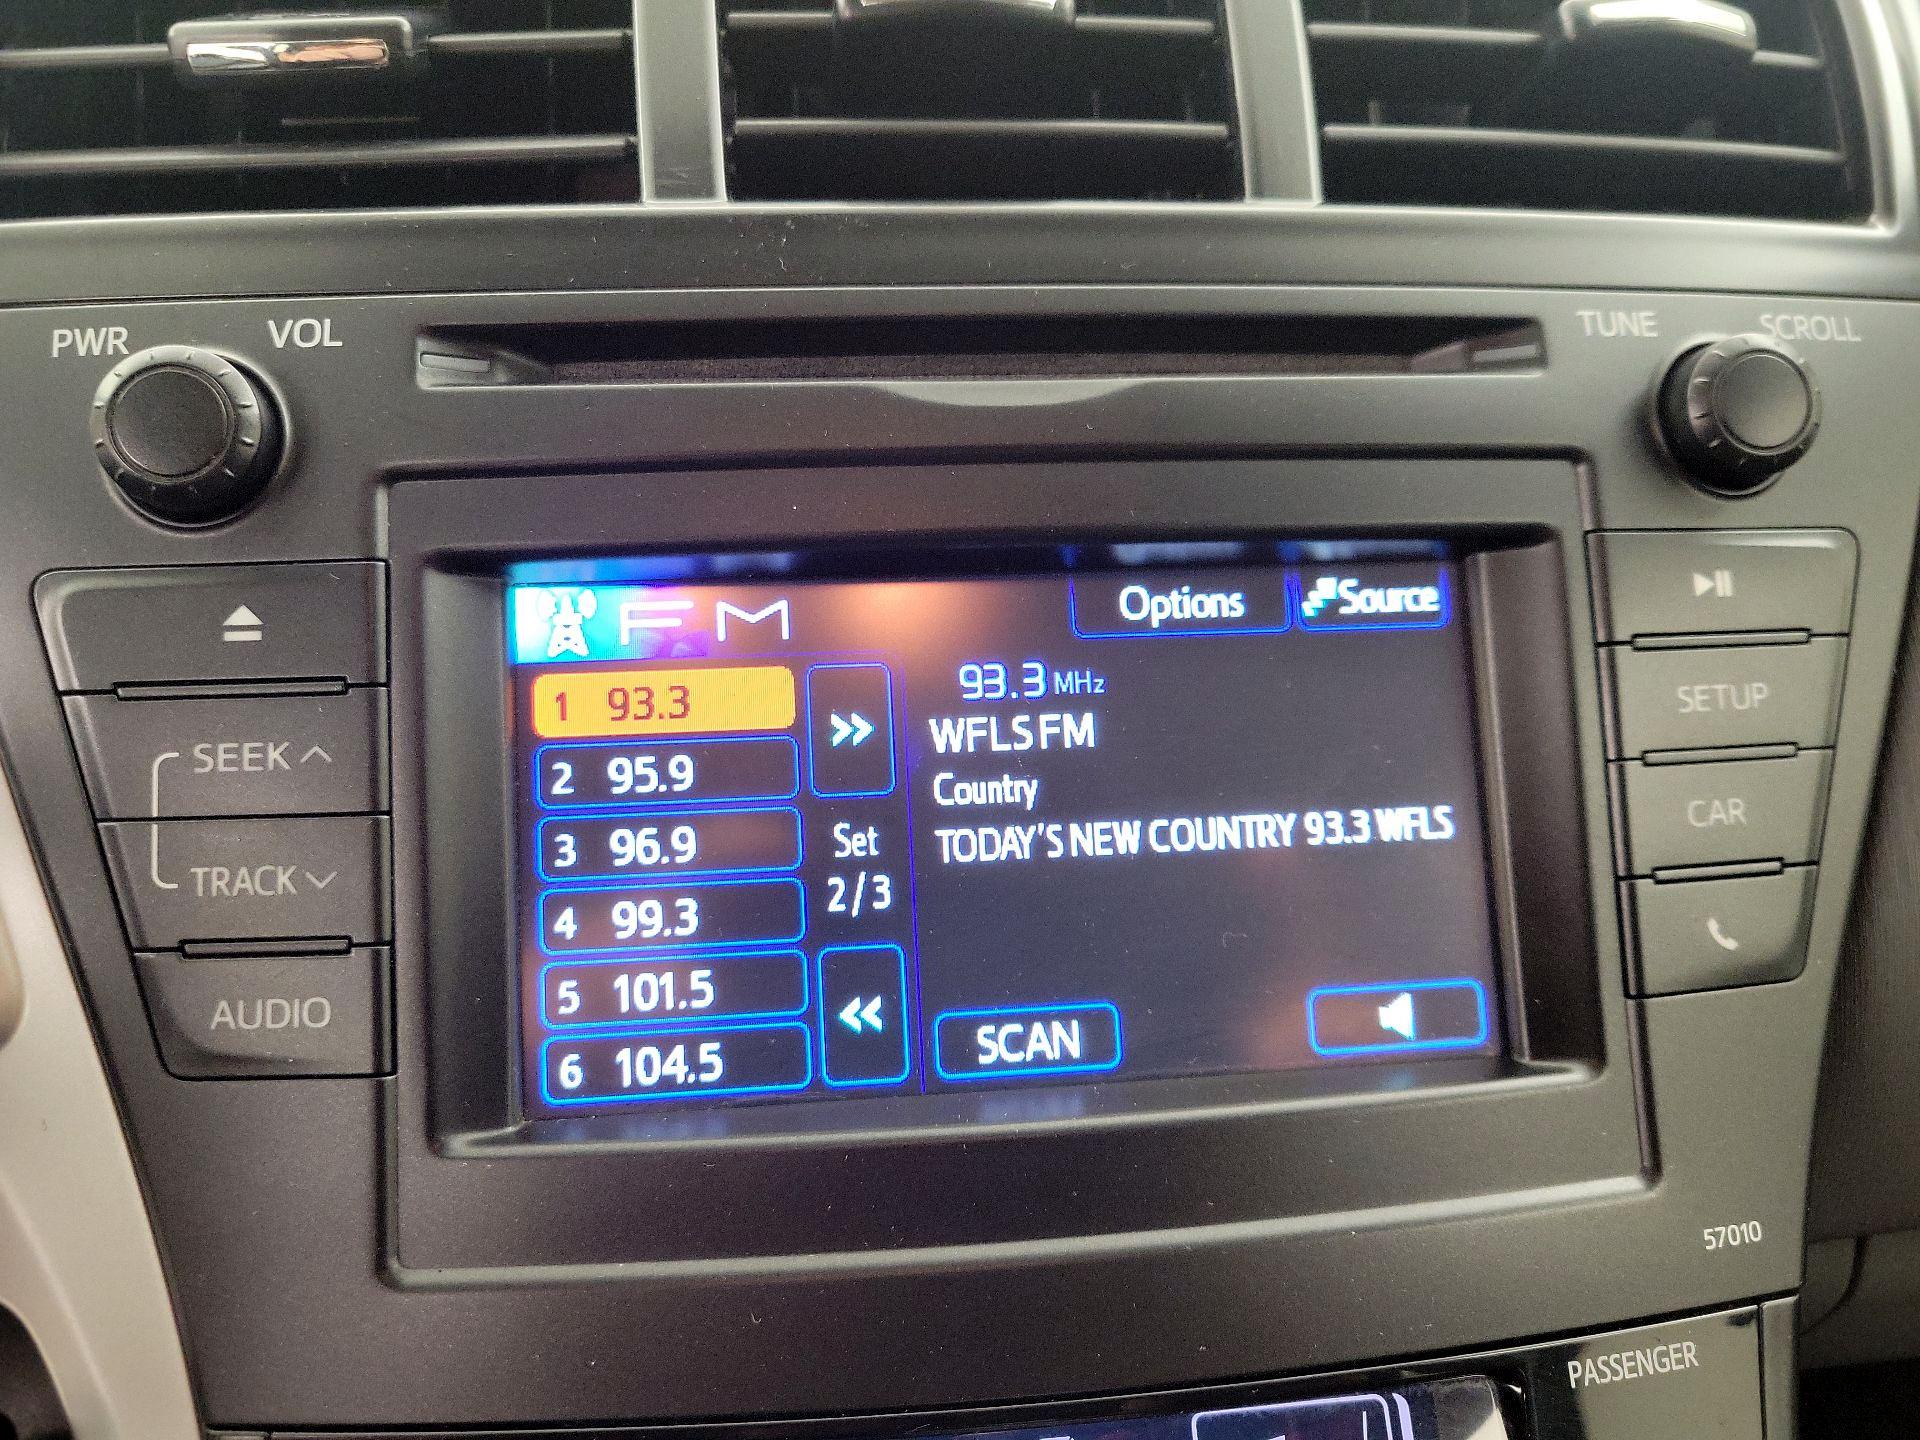 PWR VOL
TUNE SCROLL
FM
Options
Source
1 93.3
2 95.9
3 96.9
4 99.3
5 101.5
6 104.5
Set
2/3
93.3 MHz
WFLS FM
Country
TODAY'S NEW COUNTRY 93.3 WFLS
SCAN
SEEK
TRACK
AUDIO
SETUP
CAR
57010
PASSENGER